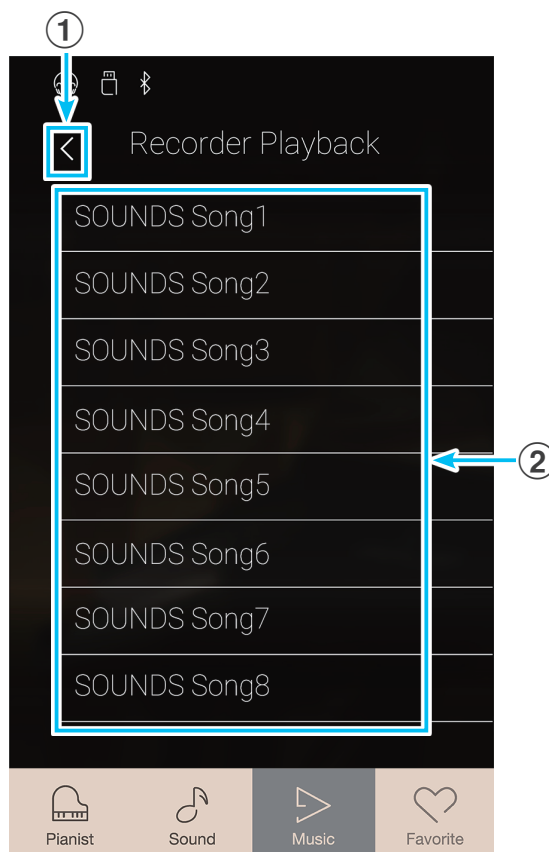 ①
Recorder Playback
SOUNDS Song1
SOUNDS Song2
SOUNDS Song3
SOUNDS Song4
②
SOUNDS Song5
SOUNDS Song6
SOUNDS Song7
SOUNDS Song8
Pianist Sound Music Favorite